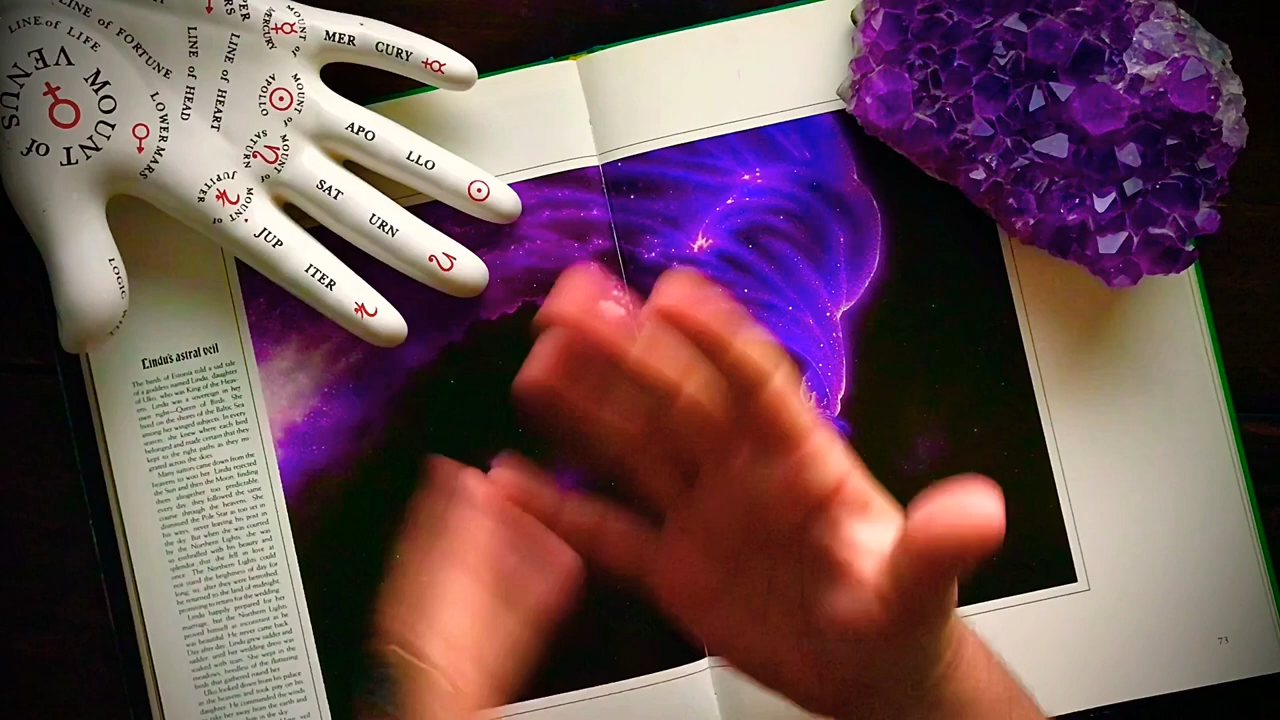 LINE of LIFE
LINE of FORTUNE
LINE of HEAD
LINE of HEART
MOUNT of VENUS
LOWER MARS
MOUNT of MERCURY
MER CURY
MOUNT of APOLLO
APO LLO
MOUNT of SATURN
SAT URN
MOUNT of JUPITER
JUP ITER
LOGIC
WILL
Lindu's astral veil
The bards of Estonia told a sad tale
of a goddess named Lindu, daughter
of Uko, who was King of the Heav-
ens. Lindu was a sovereign in her
own right—Queen of Birds. She
lived on the shores of the Baltic Sea
among her winged subjects. In every
season, she knew where each bird
belonged and made certain that they
kept to the right paths as they mi-
grated across the skies.
Many suitors came down from the
heavens to woo her. Lindu rejected
the Sun and then the Moon, finding
them altogether too predictable:
every day they followed the same
course through the heavens. She
dismissed the Pole Star as too set in
his ways, never leaving his post in
the sky. But when she was courted
by the Northern Lights, she was
so enthralled with his beauty and
splendor that she fell in love at
once. The Northern Lights could
not stand the brightness of day for
long; so, after they were betrothed,
he returned to the land of midnight,
promising to return for the wedding.
Lindu happily prepared for her
marriage, but the Northern Lights
proved himself as inconstant as he
was beautiful. He never came back.
Day after day, Lindu grew sadder and
sadder until her wedding dress was
soaked with tears. She wept in the
meadows, heedless of the fluttering
birds that gathered round her.
Uko looked down from his palace
in the heavens and took pity on his
daughter. He commanded the winds
to take her away from the earth and
73